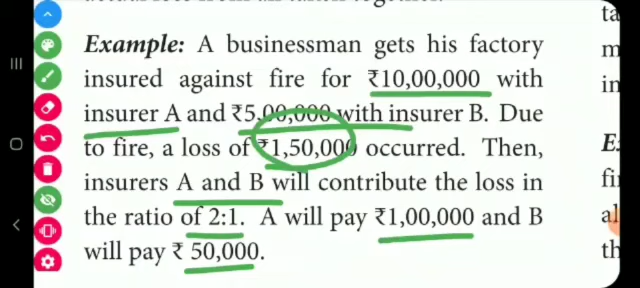 Example: A businessman gets his factory
insured against fire for ₹10,00,000 with
insurer A and ₹5,00,000 with insurer B. Due
to fire, a loss of ₹1,50,000 occurred. Then,
insurers A and B will contribute the loss in
the ratio of 2:1. A will pay ₹1,00,000 and B
will pay ₹ 50,000.